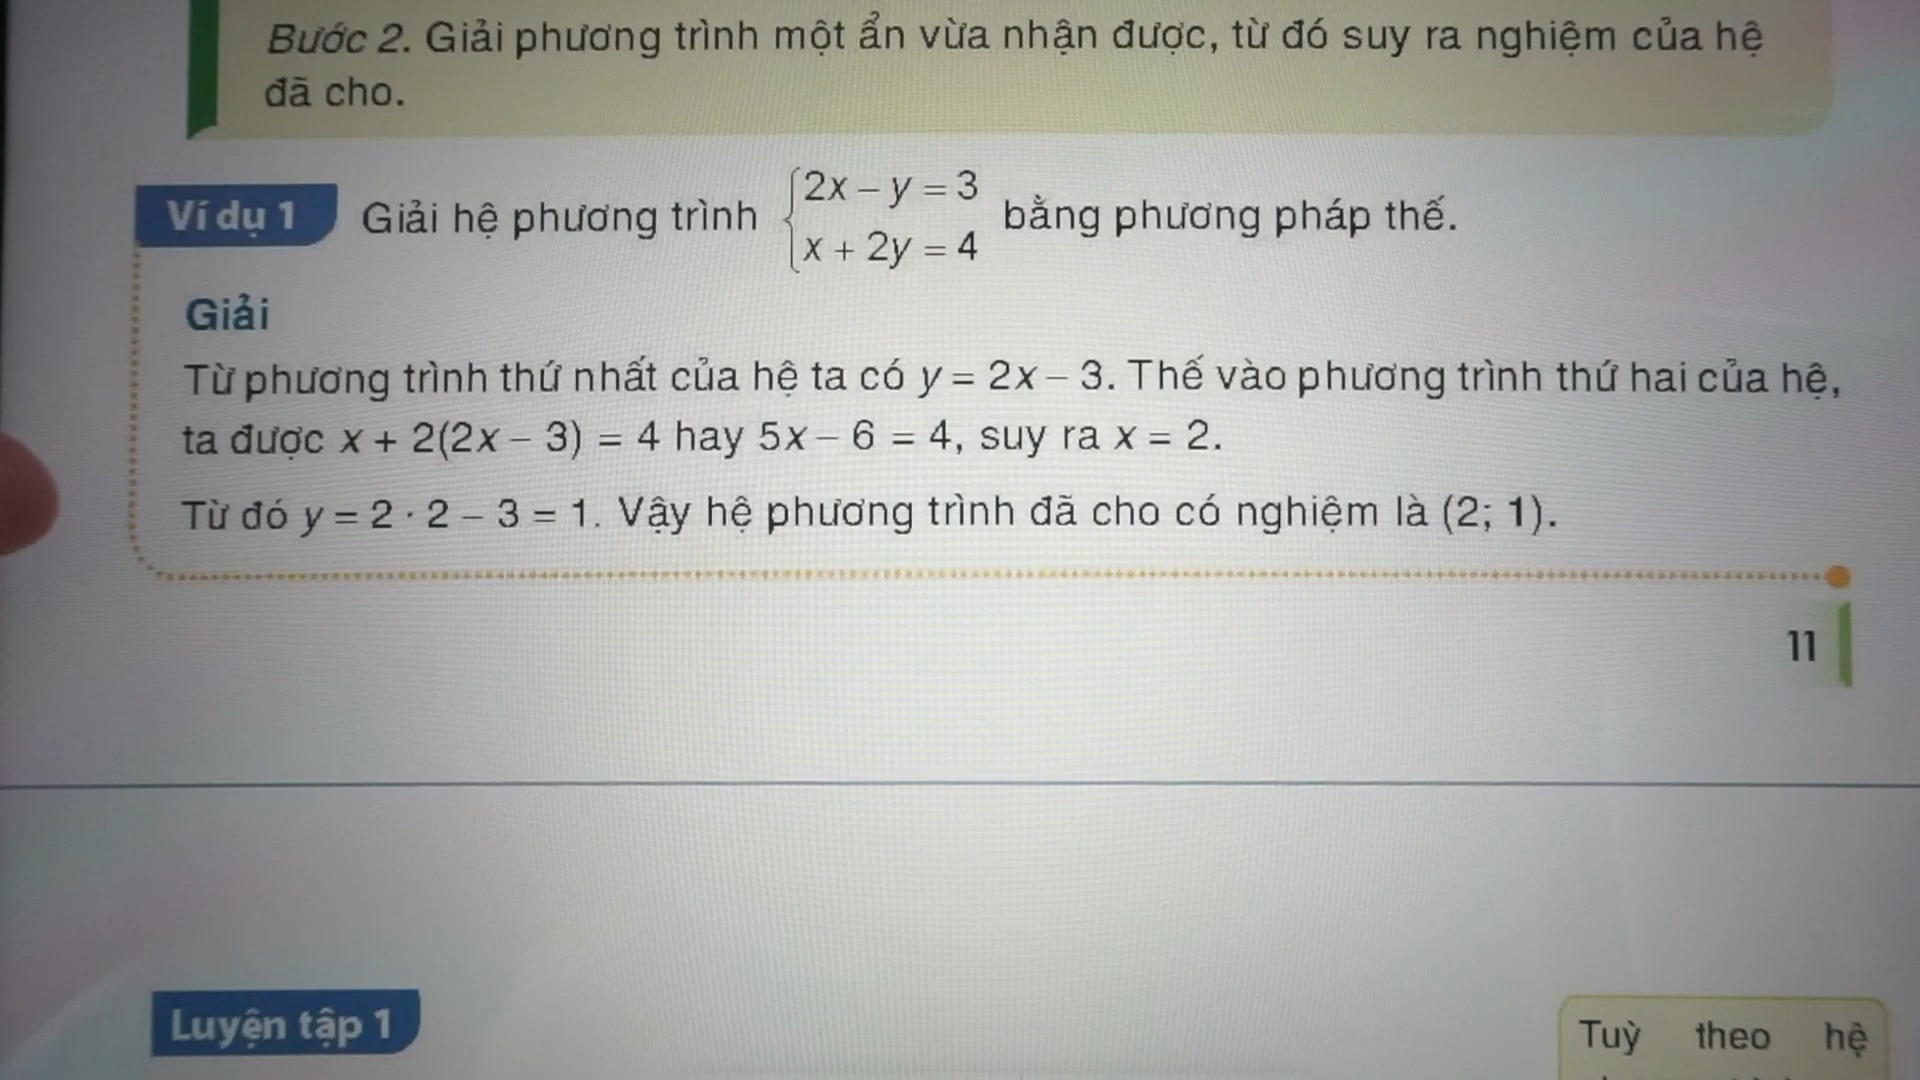 Bước 2. Giải phương trình một ẩn vừa nhận được, từ đó suy ra nghiệm của hệ
đã cho.
Ví dụ 1 Giải hệ phương trình { 2x – y = 3
x + 2y = 4 bằng phương pháp thế.
Giải
Từ phương trình thứ nhất của hệ ta có y = 2x – 3. Thế vào phương trình thứ hai của hệ,
ta được x + 2(2x – 3) = 4 hay 5x – 6 = 4, suy ra x = 2.
Từ đó y = 2 · 2 – 3 = 1. Vậy hệ phương trình đã cho có nghiệm là (2; 1).
11
Luyện tập 1
Tuỳ theo hệ